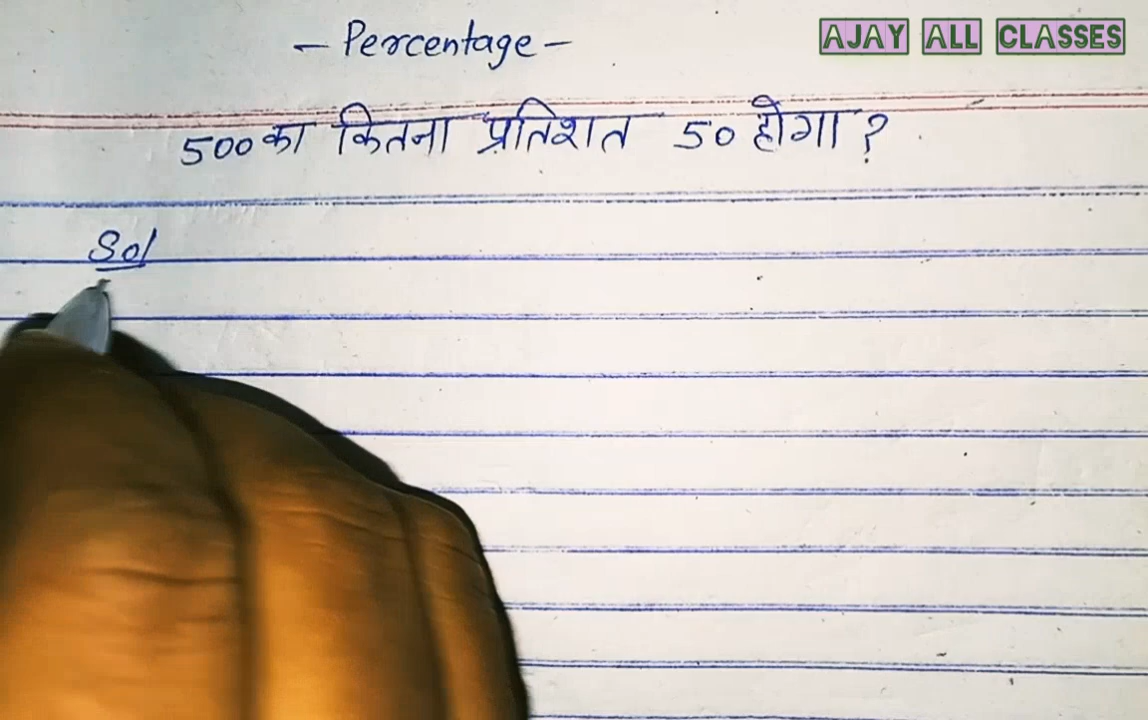 — Percentage —
AJAY ALL CLASSES
500 का कितना प्रतिशत 50 होगा ?
Sol